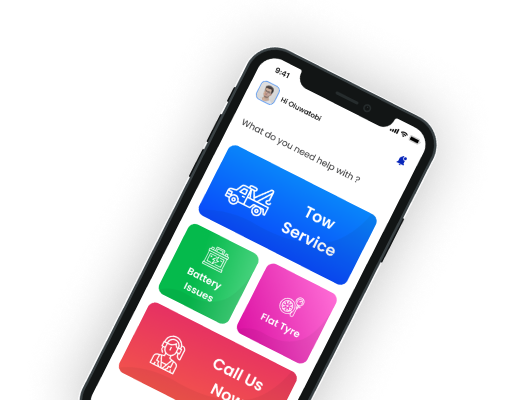 9:41
Hi Oluwatobi
What do you need help with ?
Tow
Service
Battery
Issues
Flat Tyre
Call Us
Now